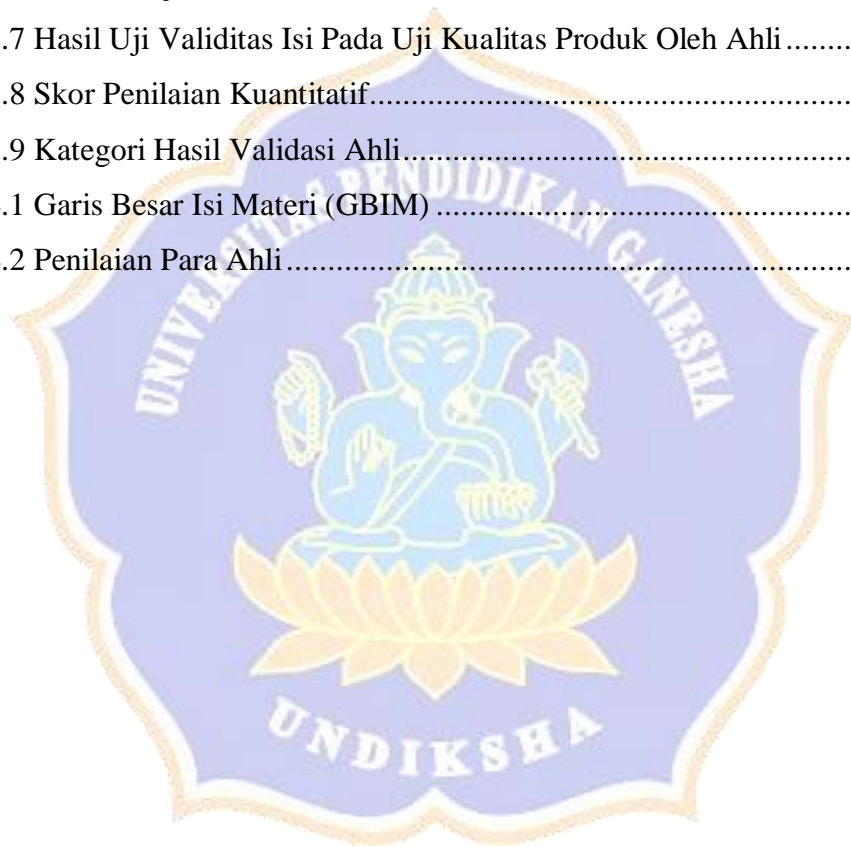 .7 Hasil Uji Validitas Isi Pada Uji Kualitas Produk Oleh Ahli ........
.8 Skor Penilaian Kuantitatif..........................................................
.9 Kategori Hasil Validasi Ahli.....................................................
.1 Garis Besar Isi Materi (GBIM) ................................................
.2 Penilaian Para Ahli ....................................................................
UNIVERSITAS PENDIDIKAN GANESHA
UNDIKSHA